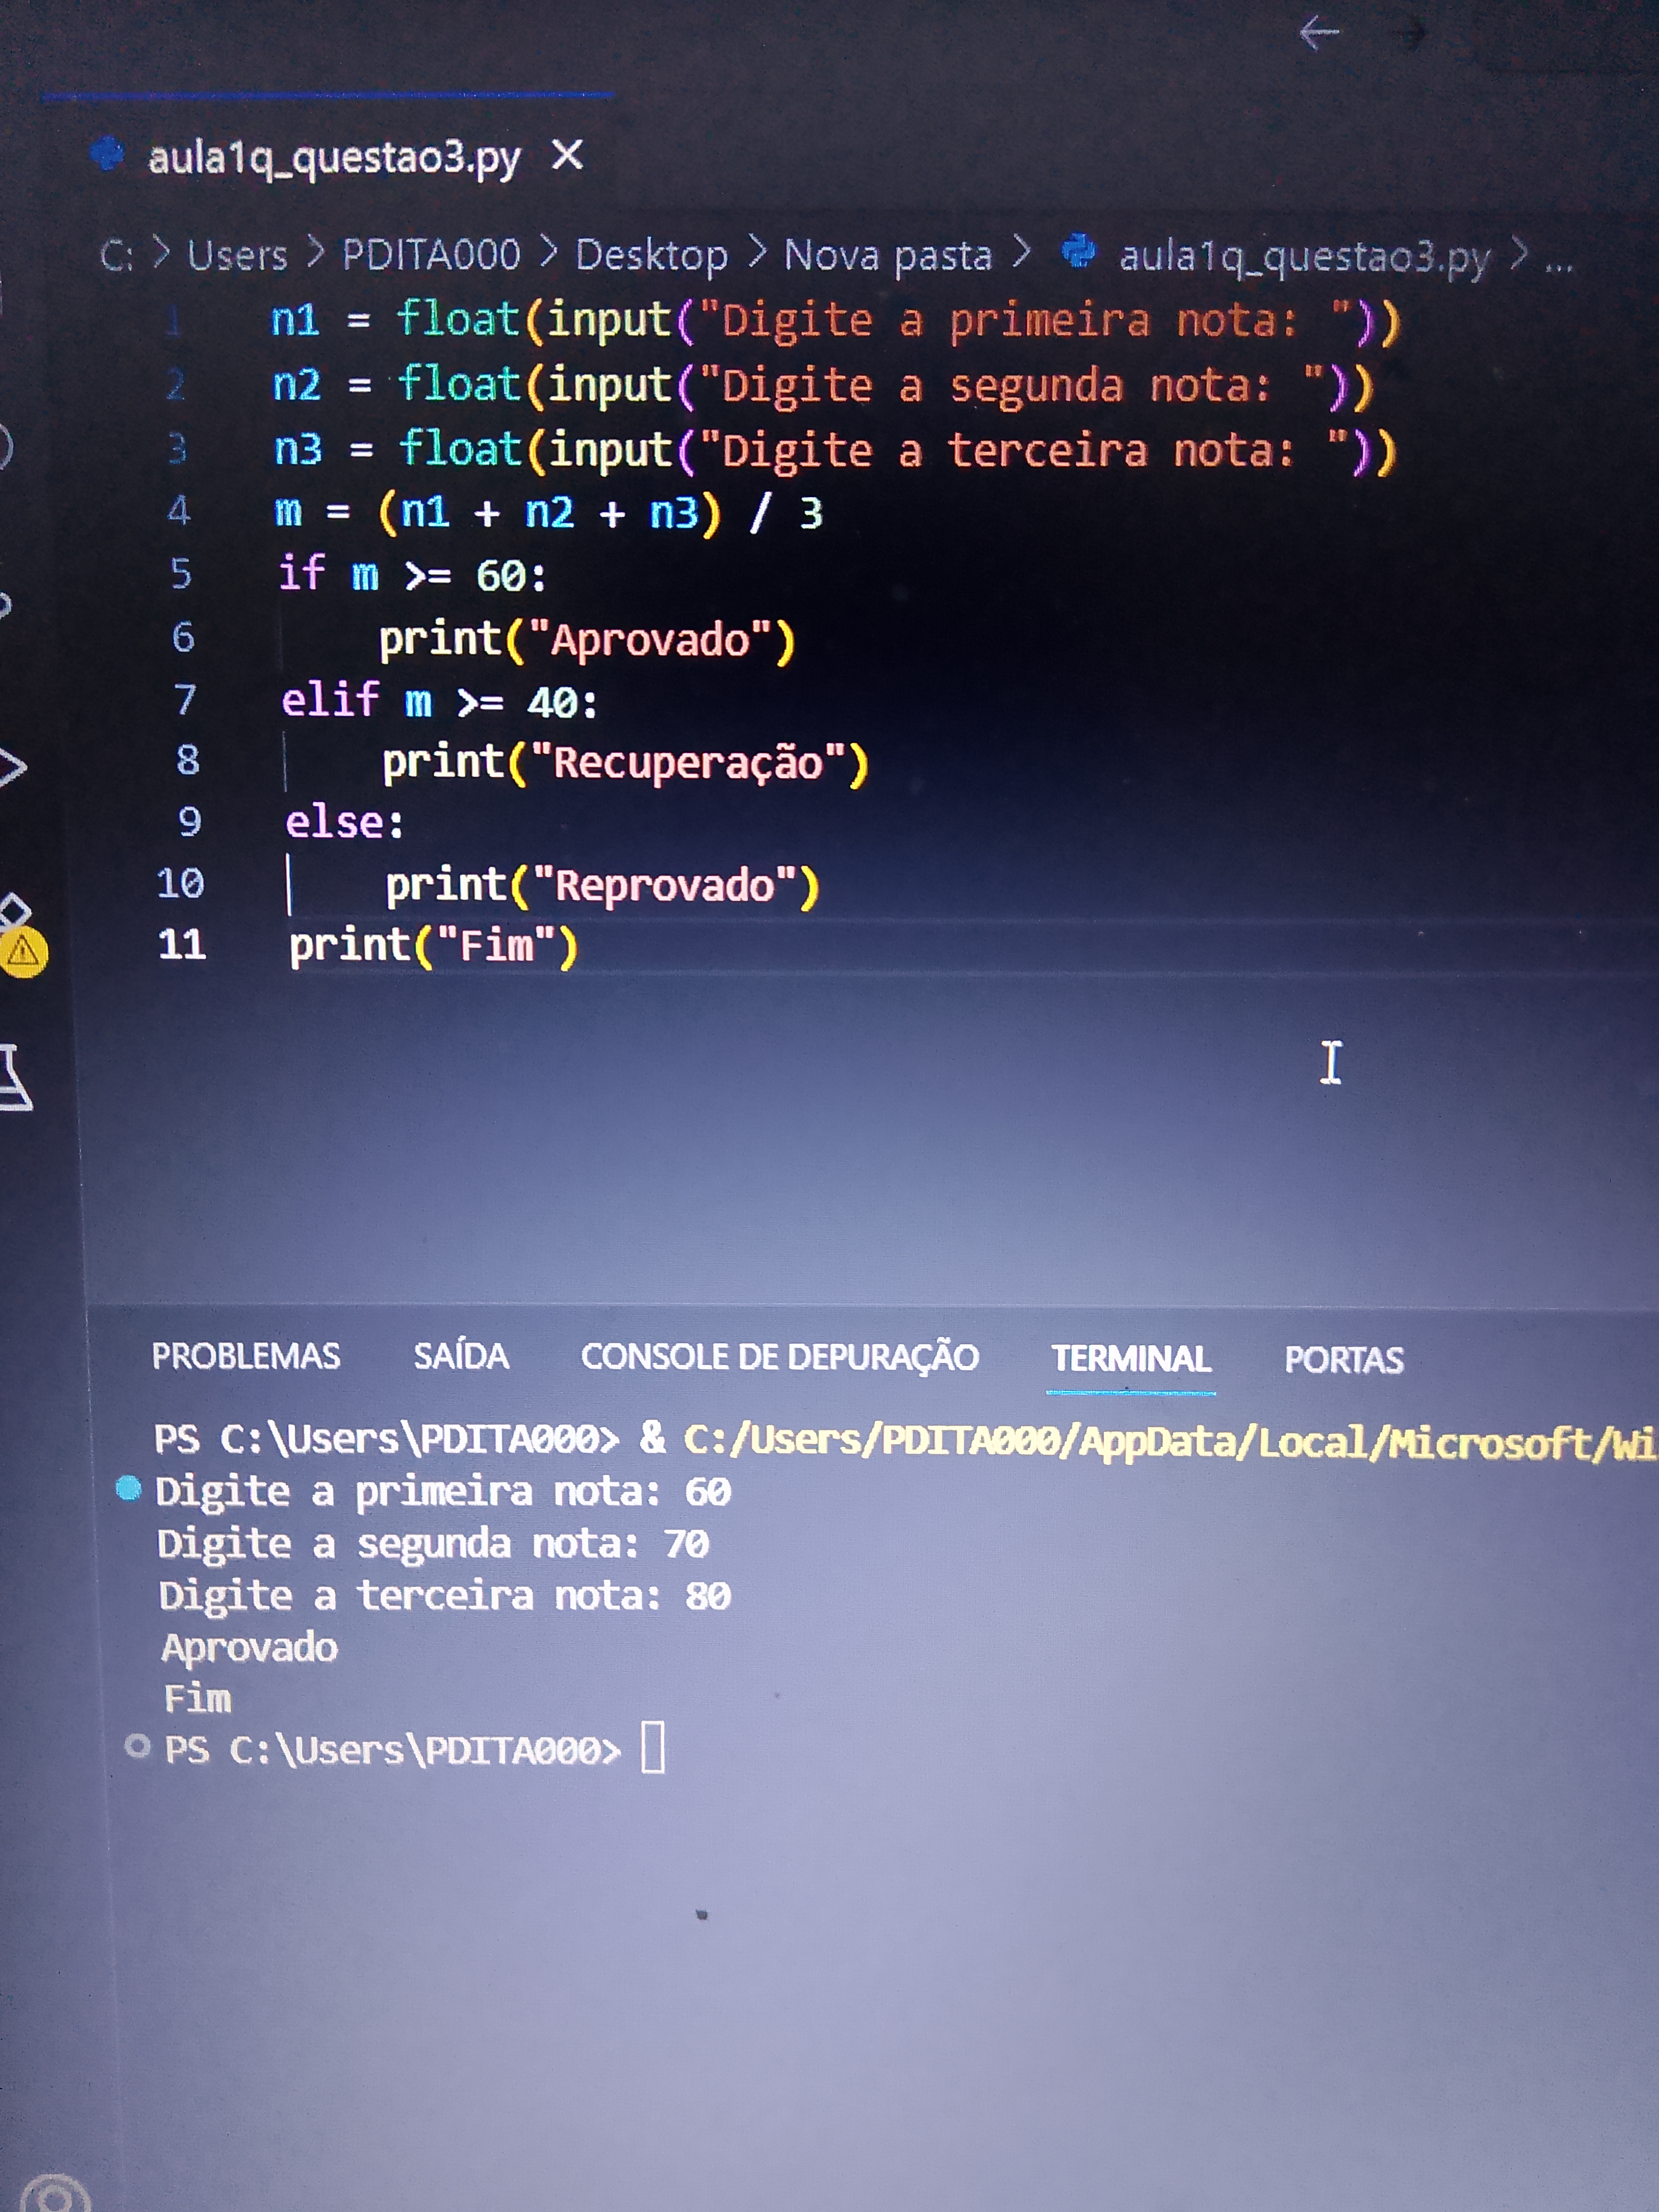 aula1q_questao3.py ×
C: > Users > PDITA000 > Desktop > Nova pasta > aula1q_questao3.py > ...
1 n1 = float(input("Digite a primeira nota: "))
2 n2 = float(input("Digite a segunda nota: "))
3 n3 = float(input("Digite a terceira nota: "))
4 m = (n1 + n2 + n3) / 3
5 if m >= 60:
6     print("Aprovado")
7 elif m >= 40:
8     print("Recuperação")
9 else:
10     print("Reprovado")
11 print("Fim")
PROBLEMAS SAÍDA CONSOLE DE DEPURAÇÃO TERMINAL PORTAS
PS C:\Users\PDITA000> & C:/Users/PDITA000/AppData/Local/Microsoft/Wi
Digite a primeira nota: 60
Digite a segunda nota: 70
Digite a terceira nota: 80
Aprovado
Fim
PS C:\Users\PDITA000>